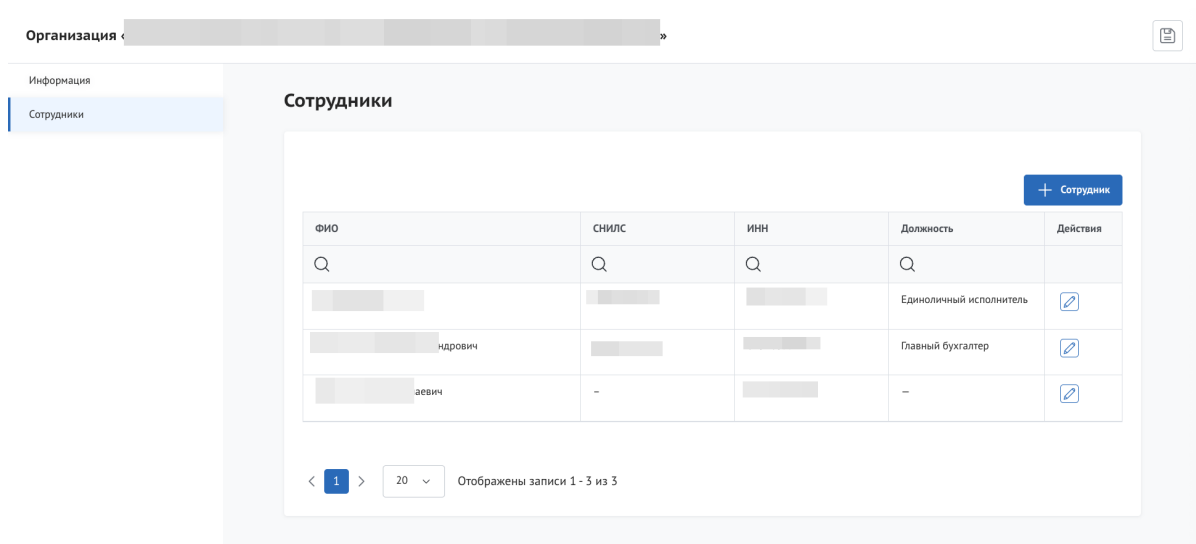 Организация « »
Информация
Сотрудники
Сотрудники
Сотрудник
ФИО СНИЛС ИНН Должность Действия
Единоличный исполнитель
ндрович Главный бухгалтер
аевич – —
1 20 Отображены записи 1 - 3 из 3